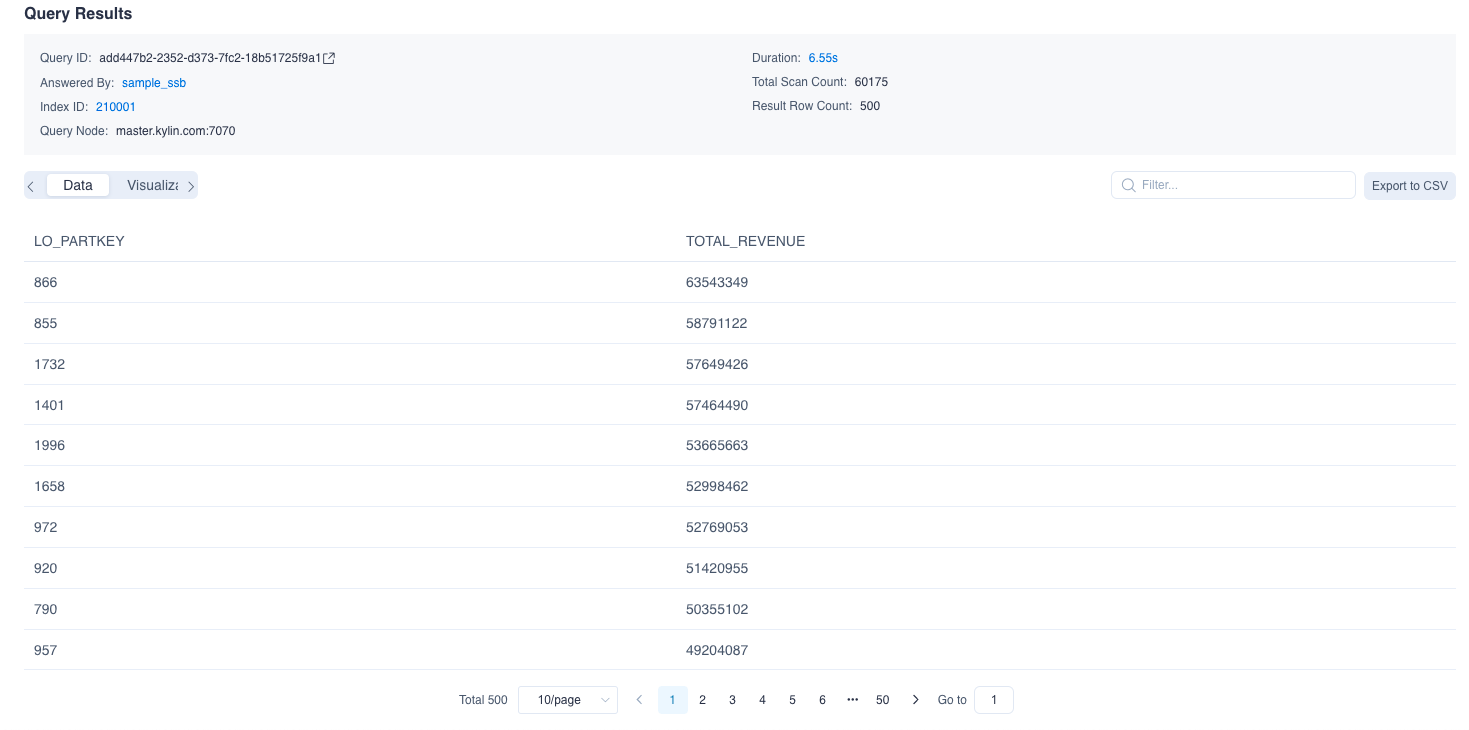 Query Results
Query ID: add447b2-2352-d373-7fc2-18b51725f9a1
Duration: 6.55s
Answered By: sample_ssb
Total Scan Count: 60175
Index ID: 210001
Result Row Count: 500
Query Node: master.kylin.com:7070
Data Visualiza Filter... Export to CSV
LO_PARTKEY TOTAL_REVENUE
866 63543349
855 58791122
1732 57649426
1401 57464490
1996 53665663
1658 52998462
972 52769053
920 51420955
790 50355102
957 49204087
Total 500 10/page 1 2 3 4 5 6 ••• 50 Go to 1